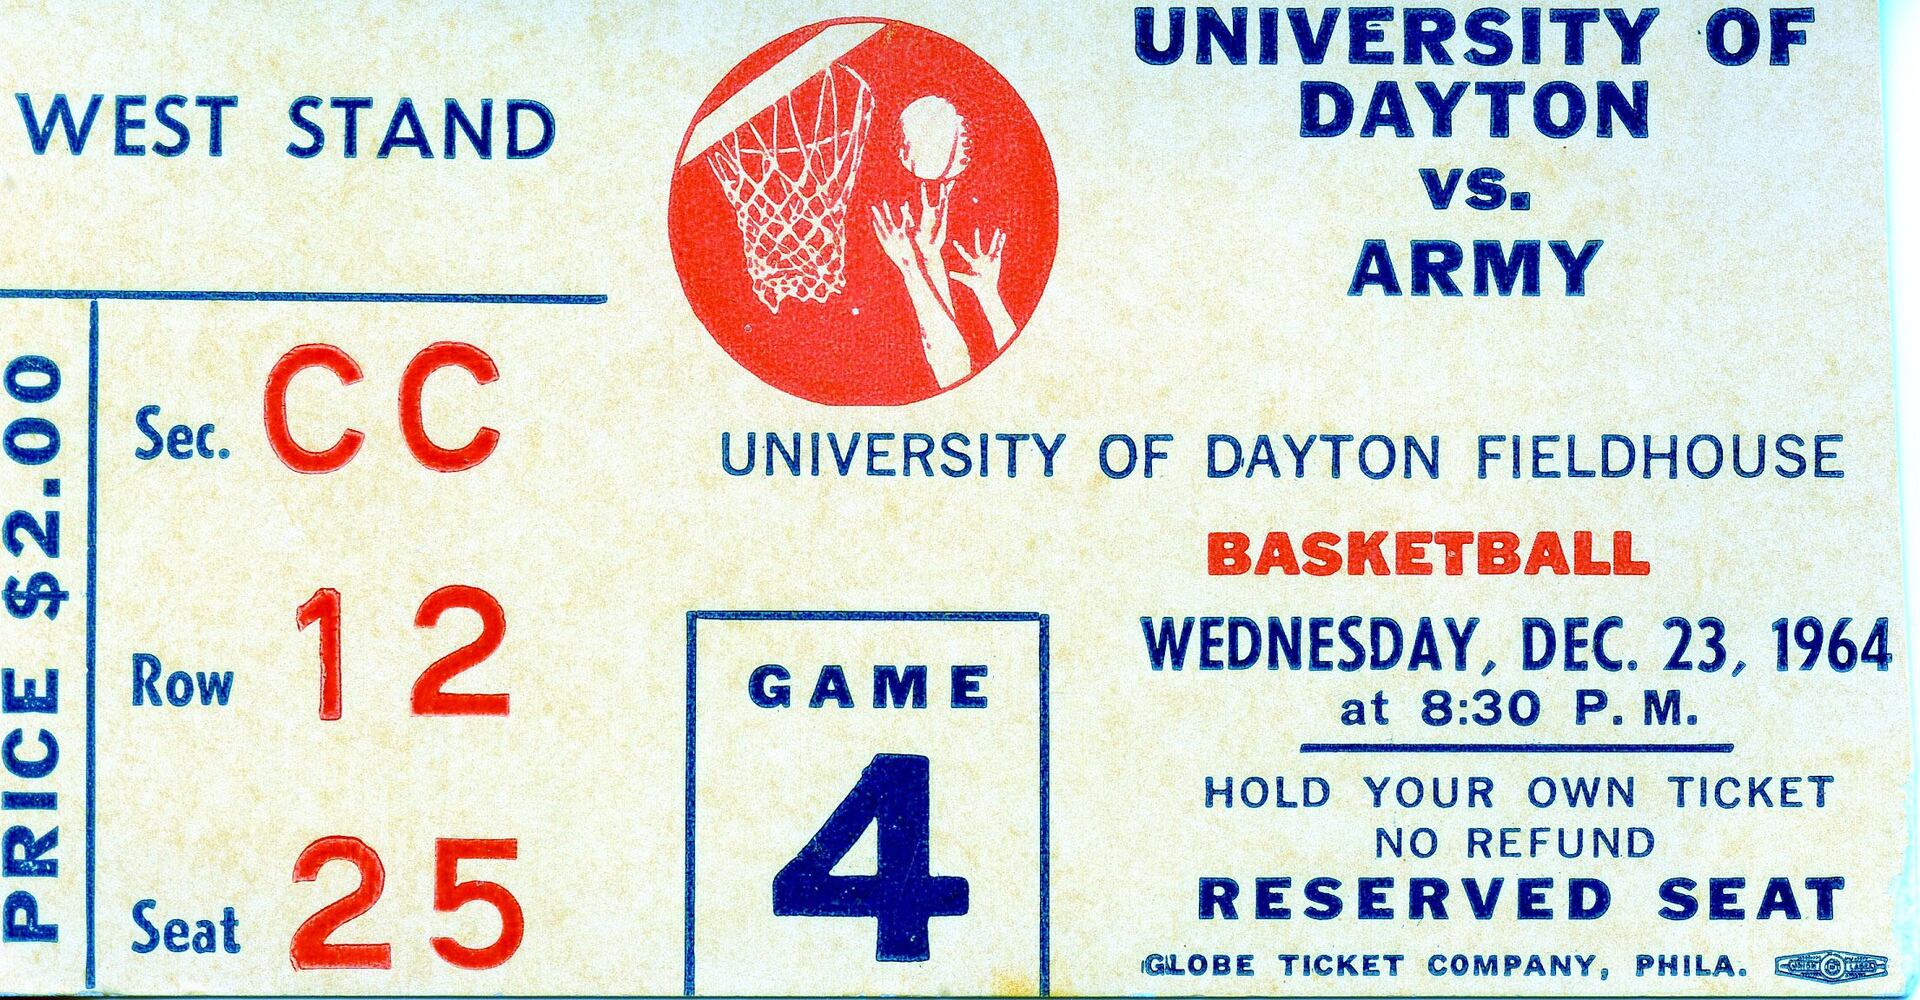 WEST STAND
PRICE $2.00
Sec. CC
Row 12
Seat 25
UNIVERSITY OF
DAYTON
vs.
ARMY
UNIVERSITY OF DAYTON FIELDHOUSE
BASKETBALL
WEDNESDAY, DEC. 23, 1964
at 8:30 P. M.
GAME
4
HOLD YOUR OWN TICKET
NO REFUND
RESERVED SEAT
GLOBE TICKET COMPANY, PHILA.